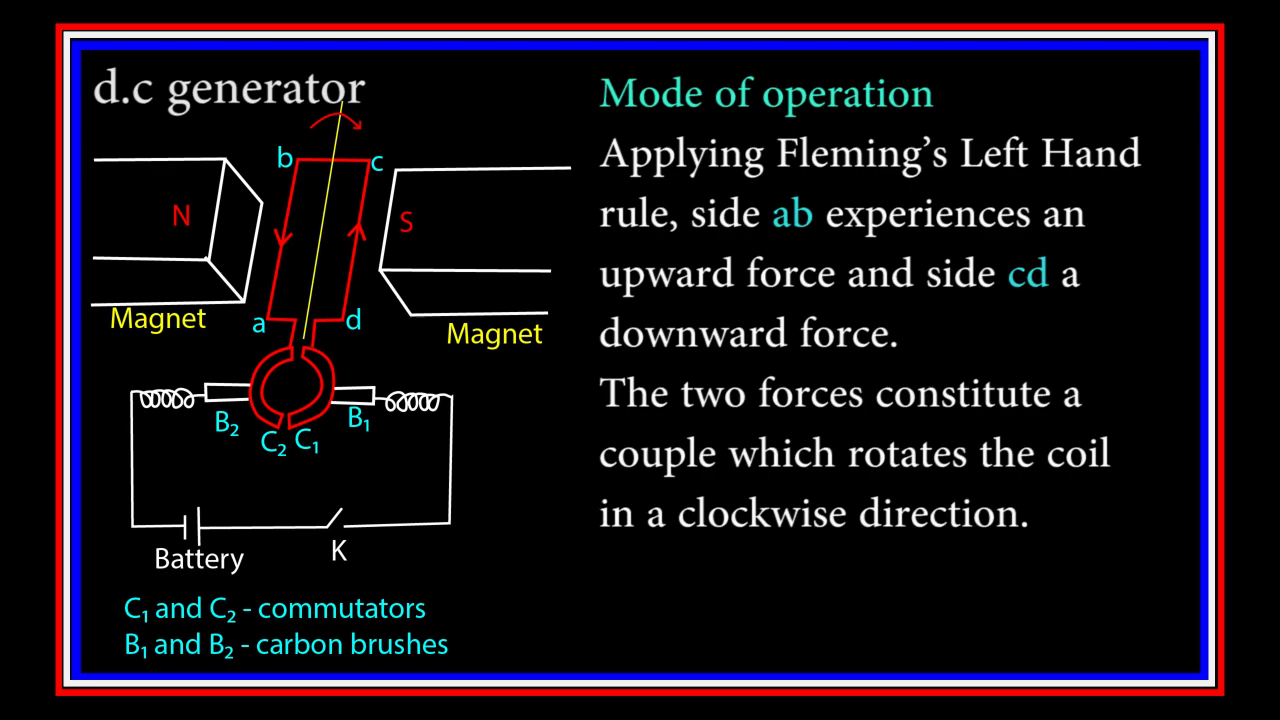 d.c generator
b
c
N
S
Magnet
a
d
Magnet
B₂
B₁
C₂
C₁
Battery
K
C₁ and C₂ - commutators
B₁ and B₂ - carbon brushes
Mode of operation
Applying Fleming’s Left Hand
rule, side ab experiences an
upward force and side cd a
downward force.
The two forces constitute a
couple which rotates the coil
in a clockwise direction.